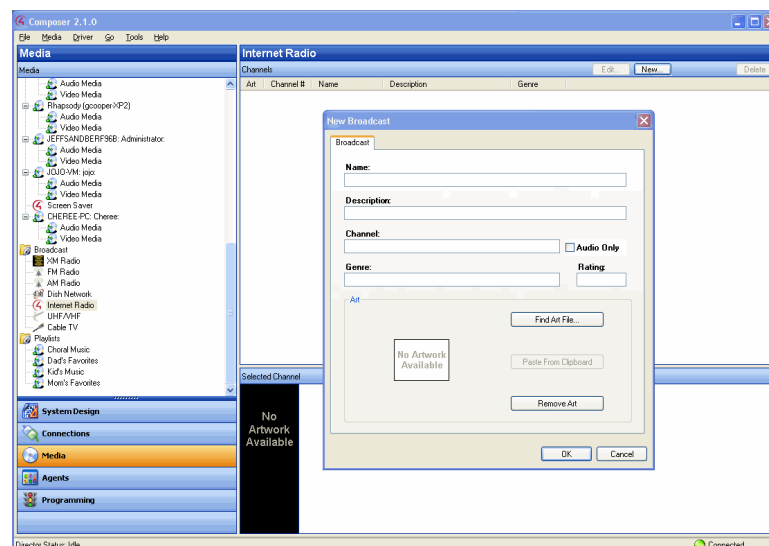 Composer 2.1.0
File Media Driver Go Tools Help
Media
Media
Audio Media
Video Media
Rhapsody (gcooper-XP2)
Audio Media
Video Media
JEFFSANDBERF96B: Administrator:
Audio Media
Video Media
JOJO-VM: jojo:
Audio Media
Video Media
Screen Saver
CHEREE-PC: Cheree:
Audio Media
Video Media
Broadcast
XM Radio
FM Radio
AM Radio
Dish Network
Internet Radio
UHF/VHF
Cable TV
Playlists
Choral Music
Dad's Favorites
Kid's Music
Mom's Favorites
System Design
Connections
Media
Agents
Programming
Director Status: Idle
Internet Radio
Channels Edit... New... Delete
Art Channel # Name Description Genre
New Broadcast
Broadcast
Name:
Description:
Channel:
Audio Only
Genre: Rating:
Art
Find Art File...
No Artwork Available
Paste From Clipboard
Remove Art
OK Cancel
Selected Channel
No
Artwork
Available
Connected